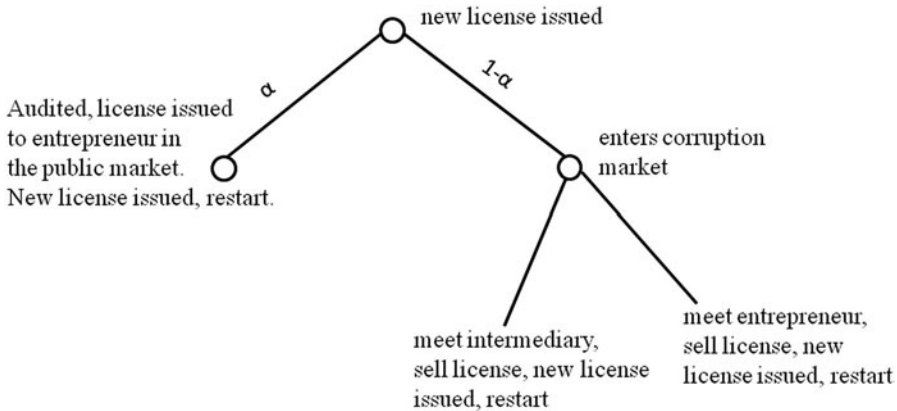 new license issued
α
1-α
Audited, license issued
to entrepreneur in
the public market.
New license issued, restart.
enters corruption
market
meet intermediary,
sell license, new license
issued, restart
meet entrepreneur,
sell license, new
license issued, restart